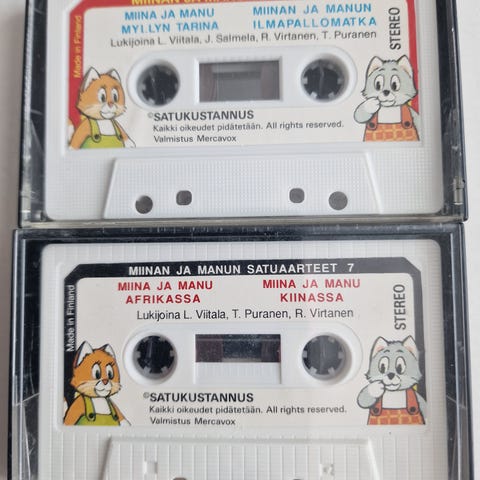 MIINA JA MANU MIINAN JA MANUN
MYLLYN TARINA ILMAPALLOMATKA
Lukijoina L. Viitala, J. Salmela, R. Virtanen, T. Puranen
Made in Finland
STEREO
©SATUKUSTANNUS
Kaikki oikeudet pidätetään. All rights reserved.
Valmistus Mercavox
MIINAN JA MANUN SATUAARTEET 7
MIINA JA MANU MIINA JA MANU
AFRIKASSA KIINASSA
Lukijoina L. Viitala, T. Puranen, R. Virtanen
Made in Finland
STEREO
©SATUKUSTANNUS
Kaikki oikeudet pidätetään. All rights reserved.
Valmistus Mercavox